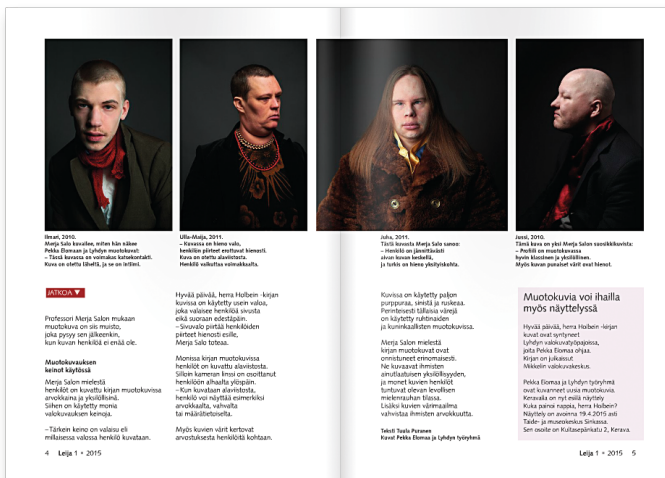 Ilmari, 2010.
Merja Salo kuvailee, miten hän näkee
Pekka Elomaan ja Lyhdyn muotokuvat:
– Tässä kuvassa on voimakas katsekontakti.
Kuva on otettu läheltä, ja se on intiimi.
Ulla-Maija, 2011.
– Kuvassa on hieno valo,
henkilön piirteet erottuvat hienosti.
Kuva on otettu alaviistosta.
Henkilö vaikuttaa voimakkaalta.
Juha, 2011.
Tästä kuvasta Merja Salo sanoo:
– Henkilö on jännittävästi
aivan kuvan keskellä,
ja turkis on hieno yksityiskohta.
Jussi, 2010.
Tämä kuva on yksi Merja Salon suosikkikuvista:
– Profiili on muotokuvassa
hyvin klassinen ja yksilöllinen.
Myös kuvan punaiset värit ovat hienot.
JATKOA ▼
Professori Merja Salon mukaan
muotokuva on siis muisto,
joka pysyy sen jälkeenkin,
kun kuvan henkilöä ei enää ole.
Muotokuvauksen
keinot käytössä
Merja Salon mielestä
henkilöt on kuvattu kirjan muotokuvissa
arvokkaina ja yksilöllisinä.
Siihen on käytetty monia
valokuvauksen keinoja.
–Tärkein keino on valaisu eli
millaisessa valossa henkilö kuvataan.
Hyvää päivää, herra Holbein -kirjan
kuvissa on käytetty usein valoa,
joka valaisee henkilöä sivusta
eikä suoraan edestäpäin.
–Sivuvalo piirtää henkilöiden
piirteet hienosti esille,
Merja Salo toteaa.
Monissa kirjan muotokuvissa
henkilöt on kuvattu alaviistosta.
Silloin kameran linssi on osoittanut
henkilöön alhaalta ylöspäin.
–Kun kuvataan alaviistosta,
henkilö voi näyttää esimerkiksi
arvokkaalta, vahvalta
tai määrätietoiselta.
Myös kuvien värit kertovat
arvostuksesta henkilöitä kohtaan.
Kuvissa on käytetty paljon
purppuraa, sinistä ja ruskeaa.
Perinteisesti tällaisia värejä
on käytetty ruhtinaiden
ja kuninkaallisten muotokuvissa.
Merja Salon mielestä
kirjan muotokuvat ovat
onnistuneet erinomaisesti.
Ne kuvaavat ihmisten
ainutlaatuisen yksilöllisyyden,
ja monet kuvien henkilöt
tuntuvat olevan levollisen
mielenrauhan tilassa.
Lisäksi kuvien värimaailma
vahvistaa ihmisten arvokkuutta.
Teksti Tuula Puranen
Kuvat Pekka Elomaa ja Lyhdyn työryhmä
Muotokuvia voi ihailla
myös näyttelyssä
Hyvää päivää, herra Holbein -kirjan
kuvat ovat syntyneet
Lyhdyn valokuvatyöpajoissa,
joita Pekka Elomaa ohjaa.
Kirjan on julkaissut
Mikkelin valokuvakeskus.
Pekka Elomaa ja Lyhdyn työryhmä
ovat kuvanneet uusia muotokuvia.
Keravalla on nyt esillä näyttely
Kuka painoi nappia, herra Holbein?
Näyttely on avoinna 19.4.2015 asti
Taide- ja museokeskus Sinkassa.
Sen osoite on Kultasepänkatu 2, Kerava.
4 Leija 1 • 2015
Leija 1 • 2015 5